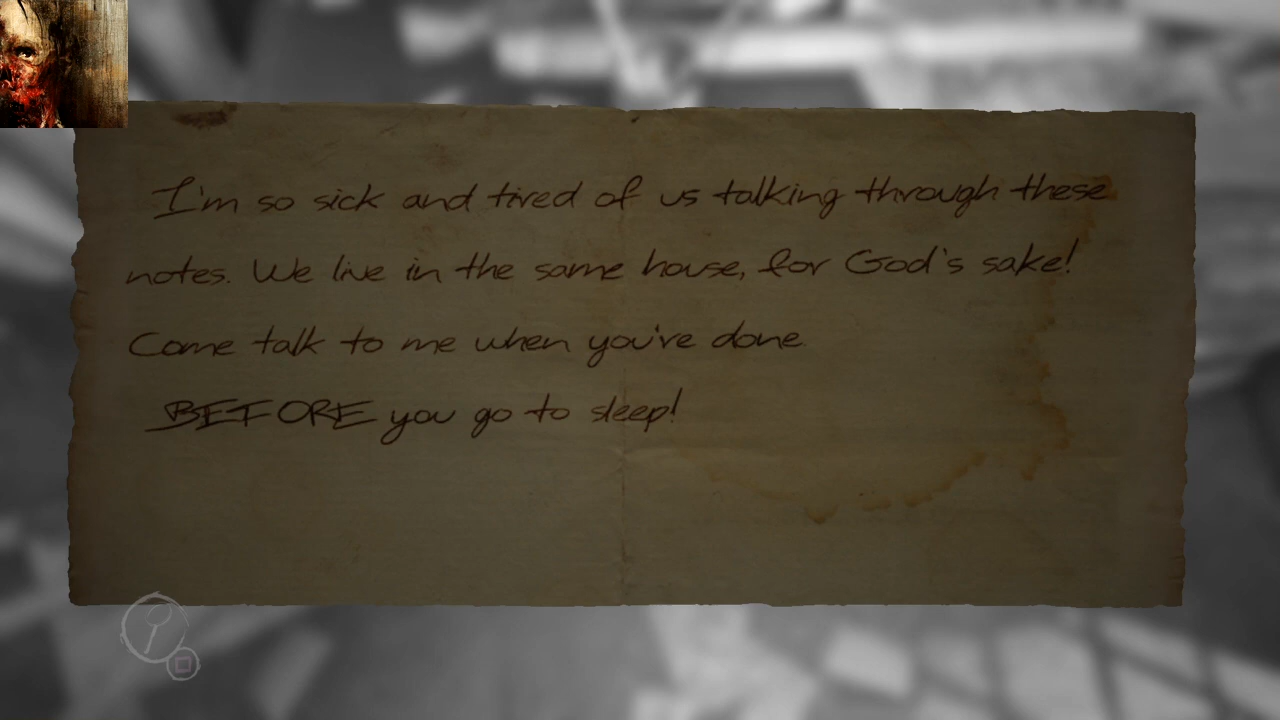 I'm so sick and tired of us talking through these
notes. We live in the same house, for God's sake!
Come talk to me when you're done.
BEFORE you go to sleep!